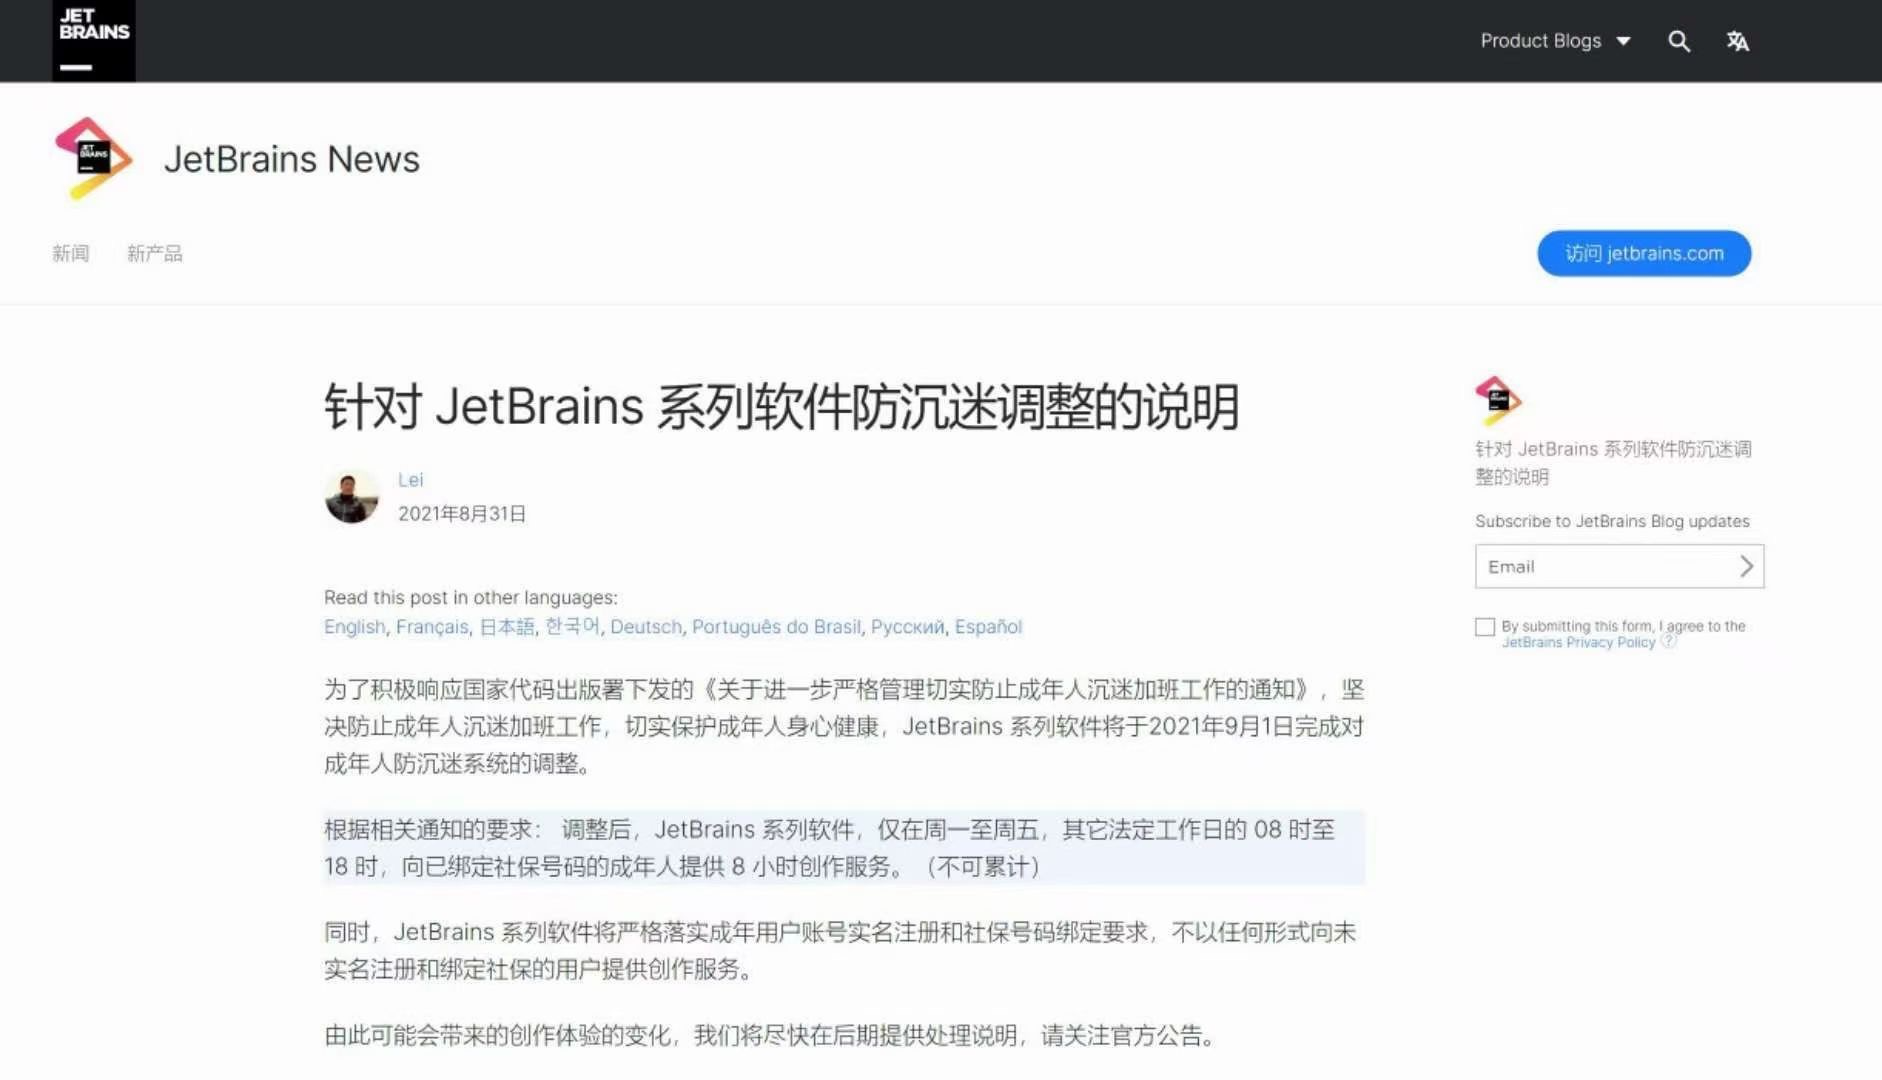 JET
BRAINS
Product Blogs
JET
BRAINS
JetBrains News
新闻 新产品
访问 jetbrains.com
针对 JetBrains 系列软件防沉迷调整的说明
Lei
2021年8月31日
Read this post in other languages:
English, Français, 日本語, 한국어, Deutsch, Português do Brasil, Русский, Español
为了积极响应国家代码出版署下发的《关于进一步严格管理切实防止成年人沉迷加班工作的通知》，坚
决防止成年人沉迷加班工作，切实保护成年人身心健康，JetBrains 系列软件将于2021年9月1日完成对
成年人防沉迷系统的调整。
根据相关通知的要求： 调整后，JetBrains 系列软件，仅在周一至周五，其它法定工作日的 08 时至
18 时，向已绑定社保号码的成年人提供 8 小时创作服务。（不可累计）
同时，JetBrains 系列软件将严格落实成年用户账号实名注册和社保号码绑定要求，不以任何形式向未
实名注册和绑定社保的用户提供创作服务。
由此可能会带来的创作体验的变化，我们将尽快在后期提供处理说明，请关注官方公告。
针对 JetBrains 系列软件防沉迷调
整的说明
Subscribe to JetBrains Blog updates
Email
By submitting this form, I agree to the
JetBrains Privacy Policy ?